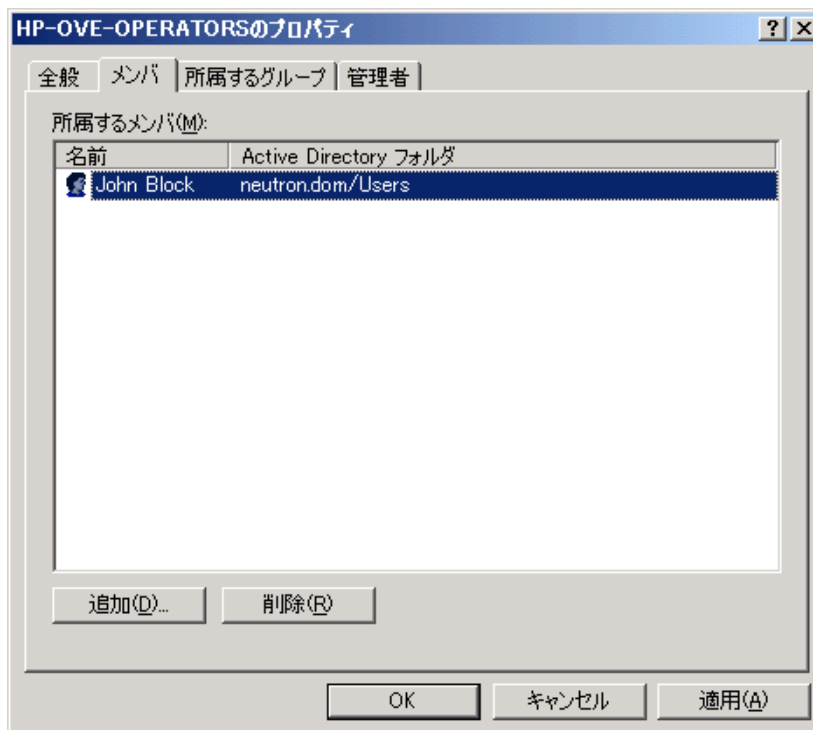 HP-OVE-OPERATORSのプロパティ
全般 メンバ 所属するグループ 管理者
所属するメンバ(M):
名前 Active Directory フォルダ
John Block neutron.dom/Users
追加(D)... 削除(R)
OK キャンセル 適用(A)